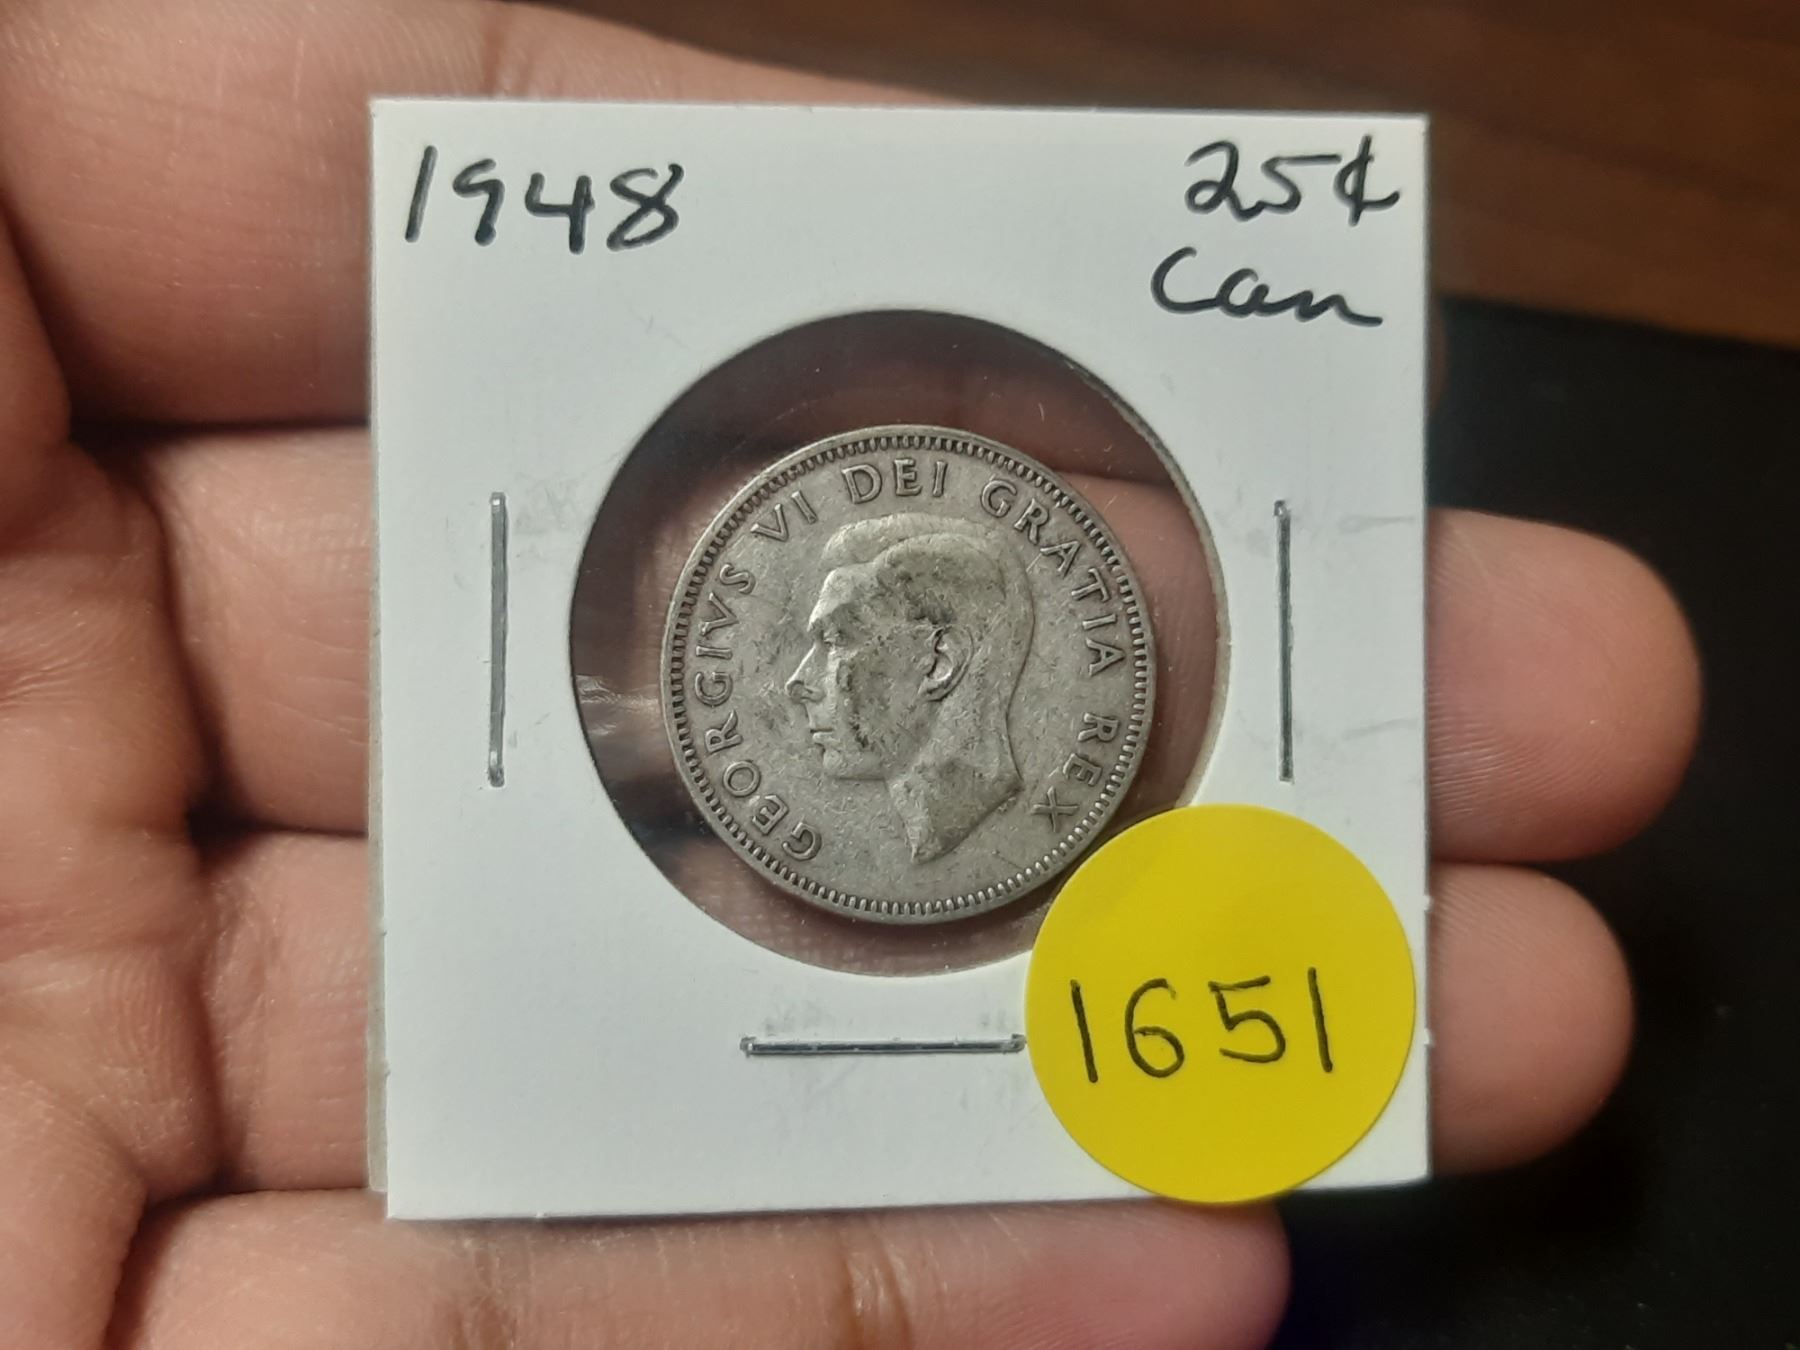 1948
25¢
Can
GEORGIVS VI DEI GRATIA REX
1651